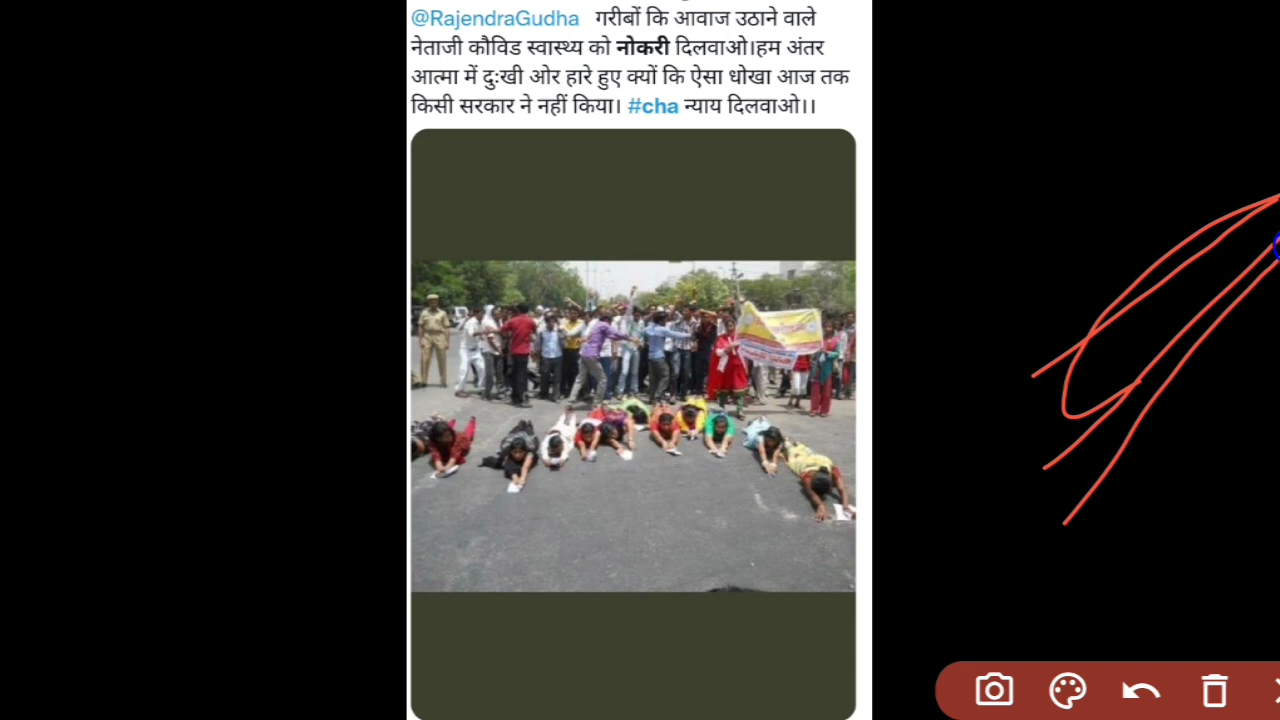 @RajendraGudha गरीबों कि आवाज उठाने वाले
नेताजी कौविड स्वास्थ्य को नोकरी दिलवाओ।हम अंतर
आत्मा में दुःखी ओर हारे हुए क्यों कि ऐसा धोखा आज तक
किसी सरकार ने नहीं किया। #cha न्याय दिलवाओ।।